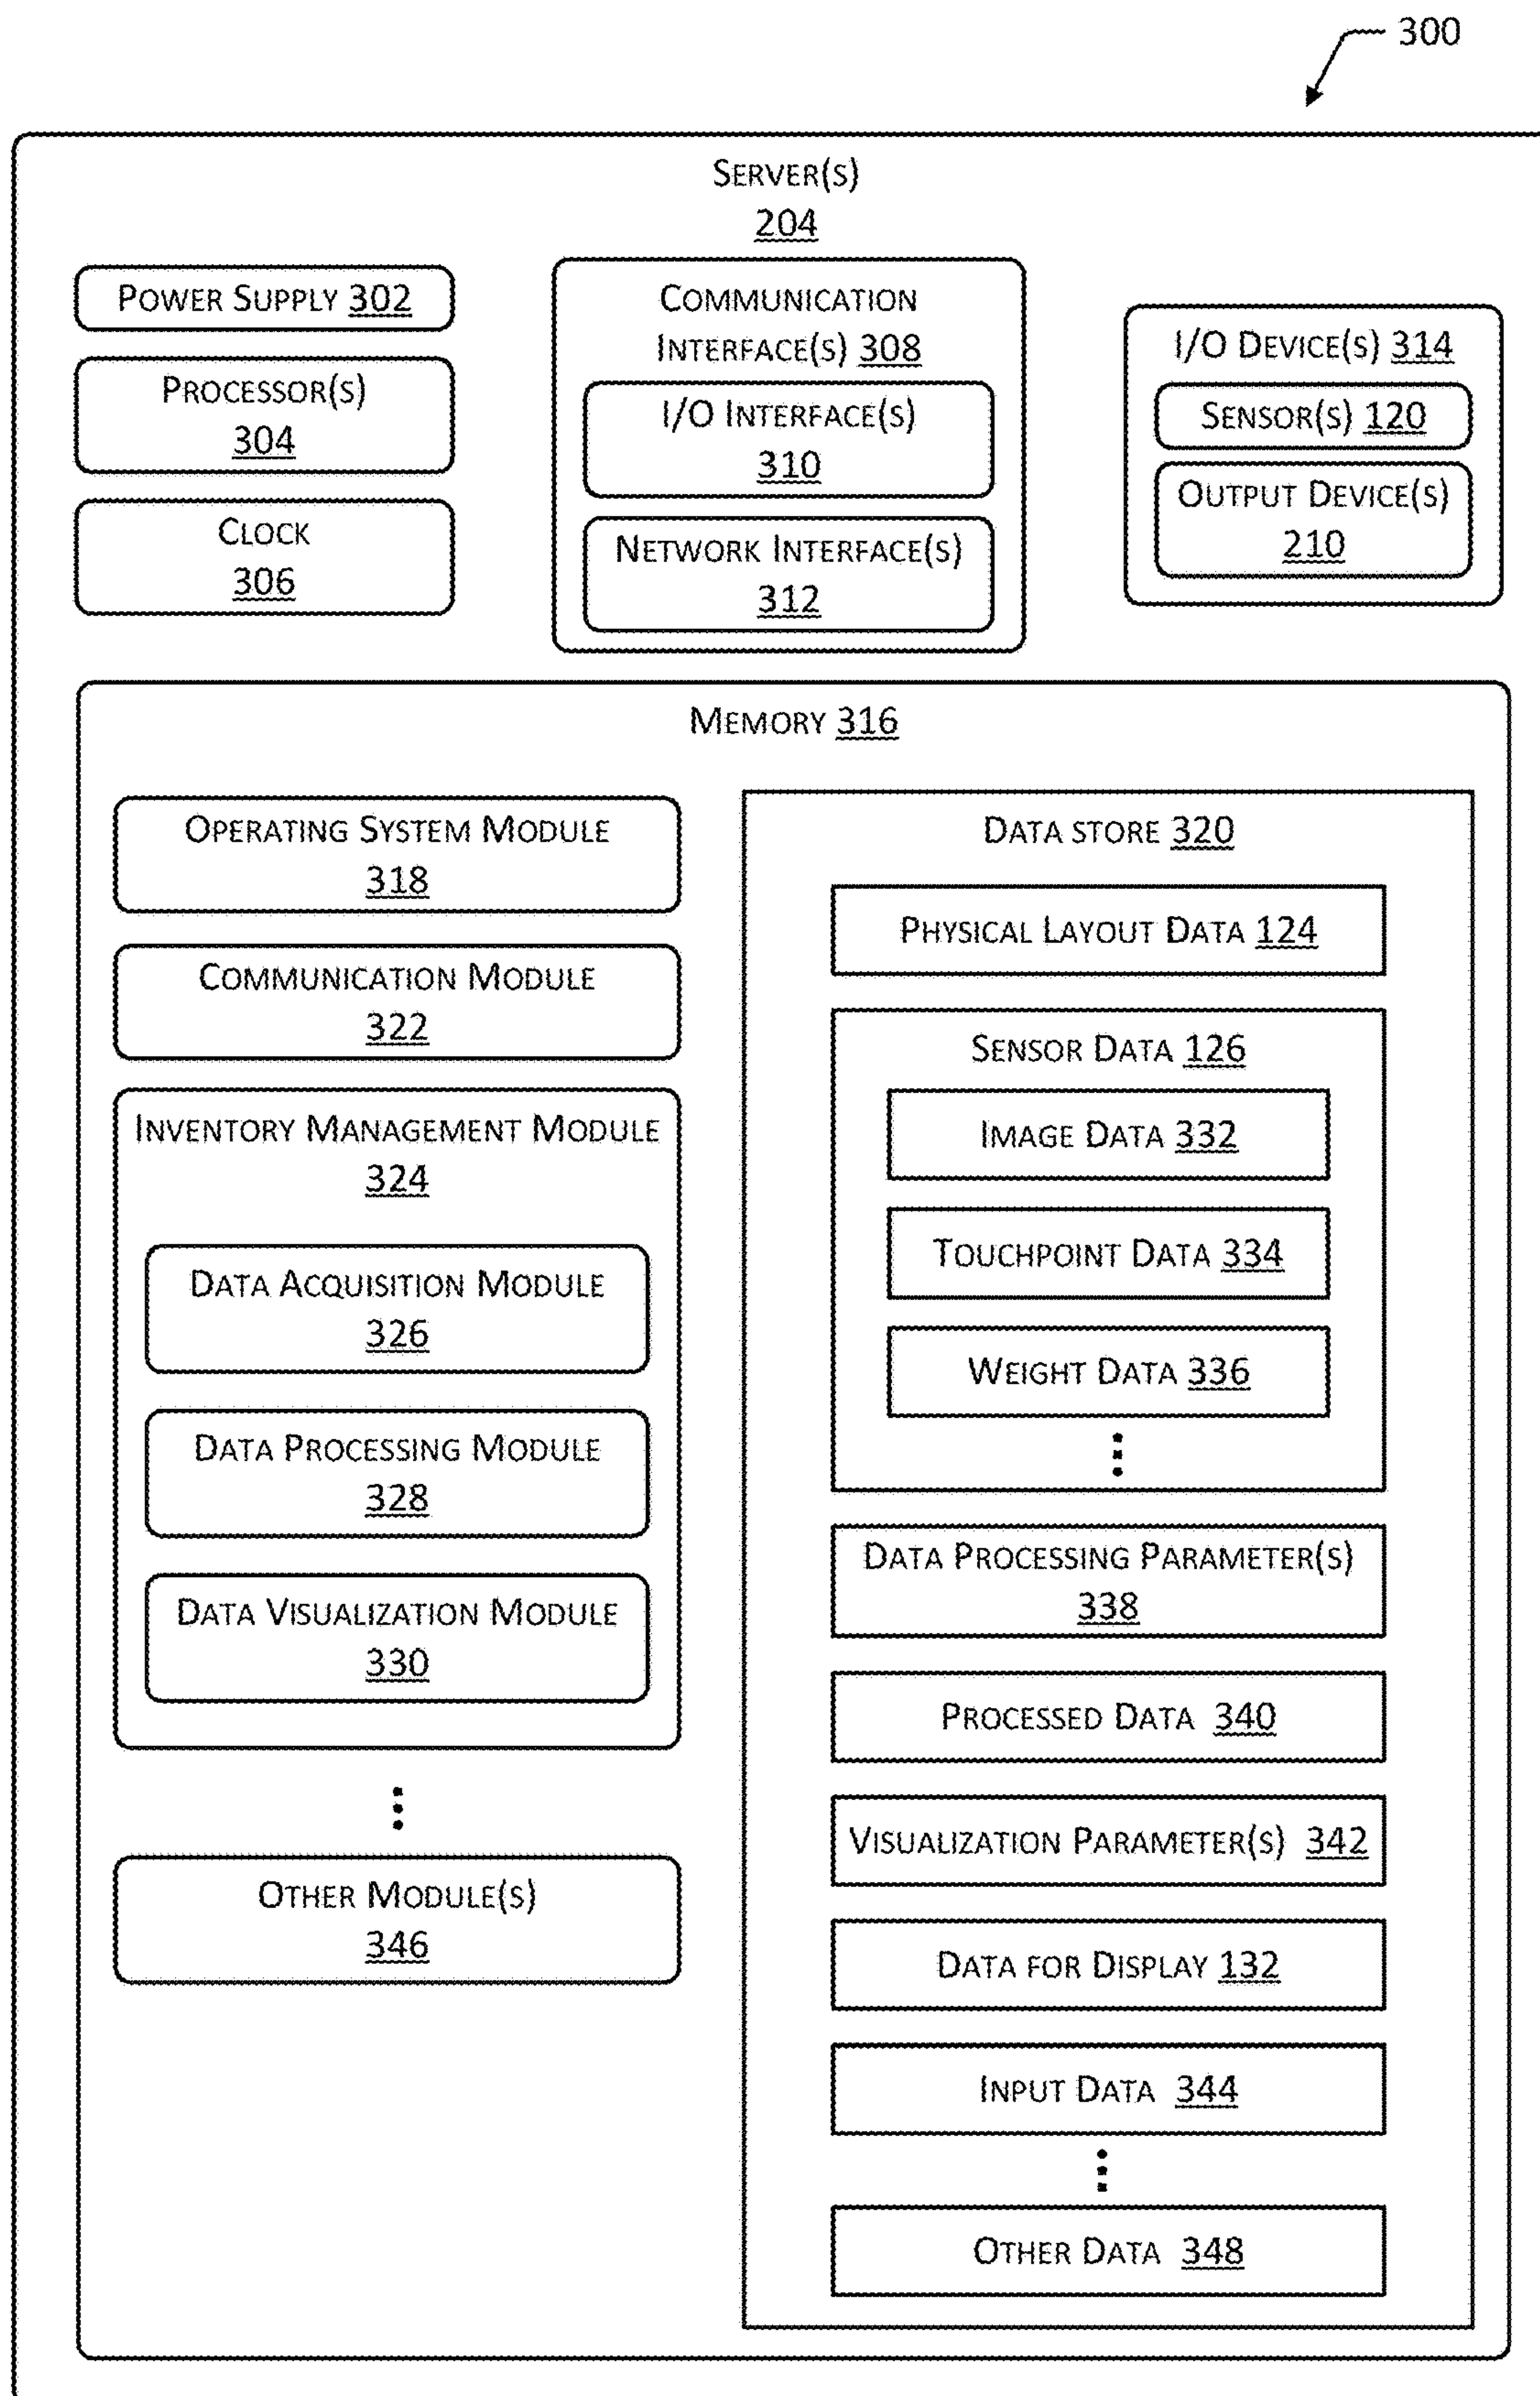 300
Server(s)
204
Power Supply 302
Processor(s)
304
Clock
306
Communication
Interface(s) 308
I/O Interface(s)
310
Network Interface(s)
312
I/O Device(s) 314
Sensor(s) 120
Output Device(s)
210
Memory 316
Operating System Module
318
Communication Module
322
Inventory Management Module
324
Data Acquisition Module
326
Data Processing Module
328
Data Visualization Module
330
Other Module(s)
346
Data store 320
Physical Layout Data 124
Sensor Data 126
Image Data 332
Touchpoint Data 334
Weight Data 336
Data Processing Parameter(s)
338
Processed Data 340
Visualization Parameter(s) 342
Data for Display 132
Input Data 344
Other Data 348